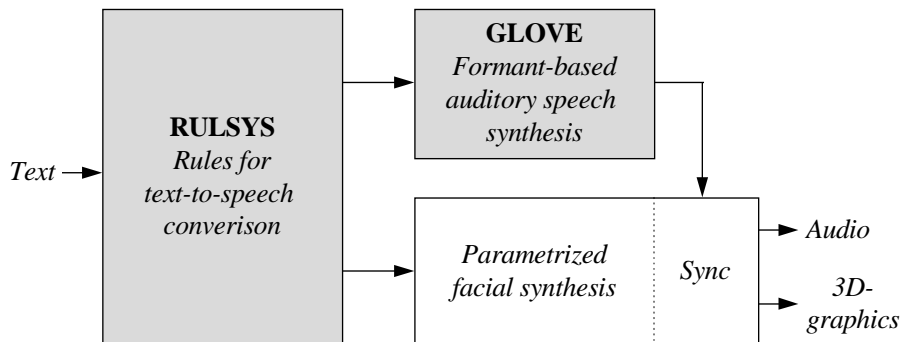 Text
RULSYS
Rules for
text-to-speech
converison
GLOVE
Formant-based
auditory speech
synthesis
Parametrized
facial synthesis
Sync
Audio
3D-
graphics